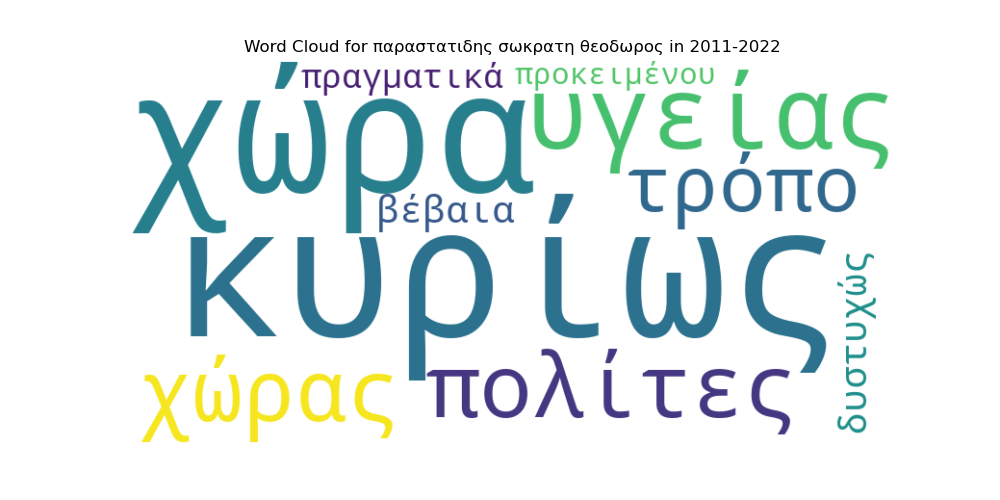 Word Cloud for παραστατιδης σωκρατη θεοδωρος in 2011-2022
πραγματικά
προκειμένου
χώρα
υγείας
τρόπο
βέβαια
κυρίως
δυστυχώς
χώρας
πολίτες